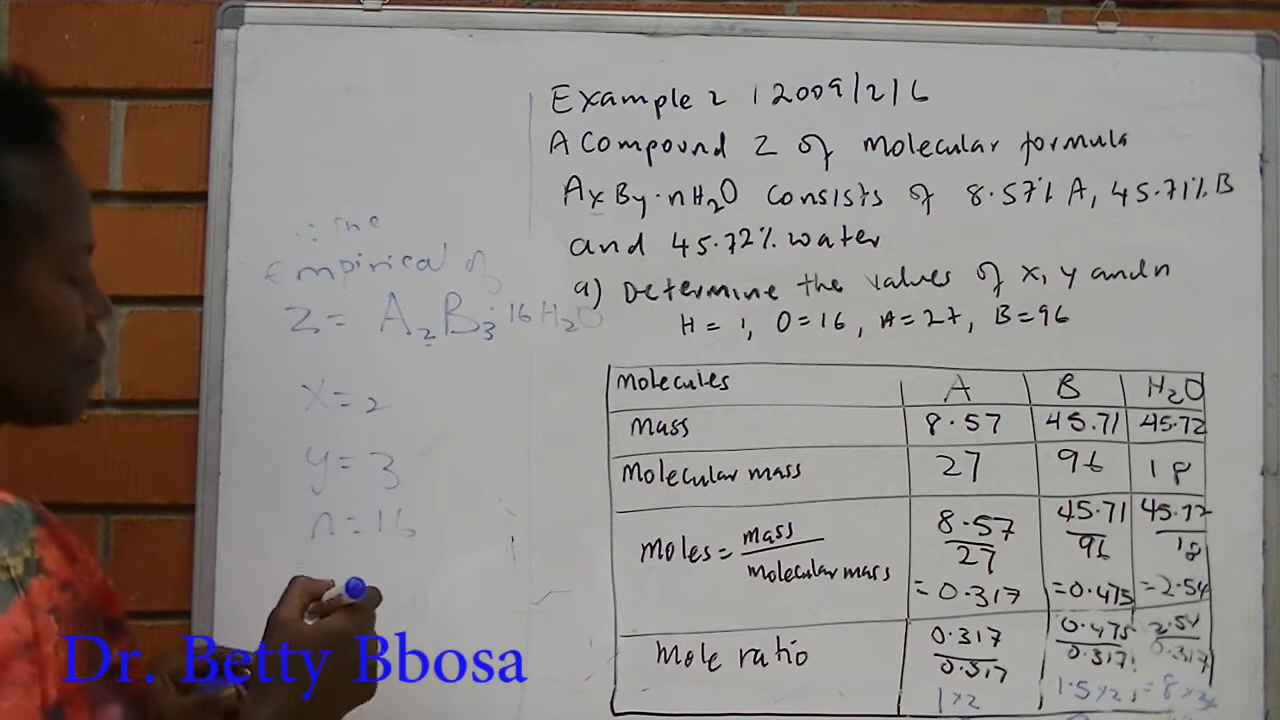 Example 2 | 2009/2/6
A Compound Z of molecular formula
AxBy·nH₂O consists of 8.57% A, 45.71% B
and 45.72% water
a) Determine the values of x, y and n
H = 1, O = 16, A = 27, B = 96
∴ the
Empirical of
Z = A₂B₃·16H₂O
x = 2
y = 3
n = 16
Molecules A B H₂O
Mass 8.57 45.71 45.72
Molecular mass 27 96 18
Moles = mass/molecular mass 8.57/27 45.71/96 45.72/18
= 0.317 = 0.475 = 2.54
Mole ratio 0.317/0.317 0.475/0.317 2.54/0.317
1×2 1.5×2 = 8×2
Dr. Betty Bbosa